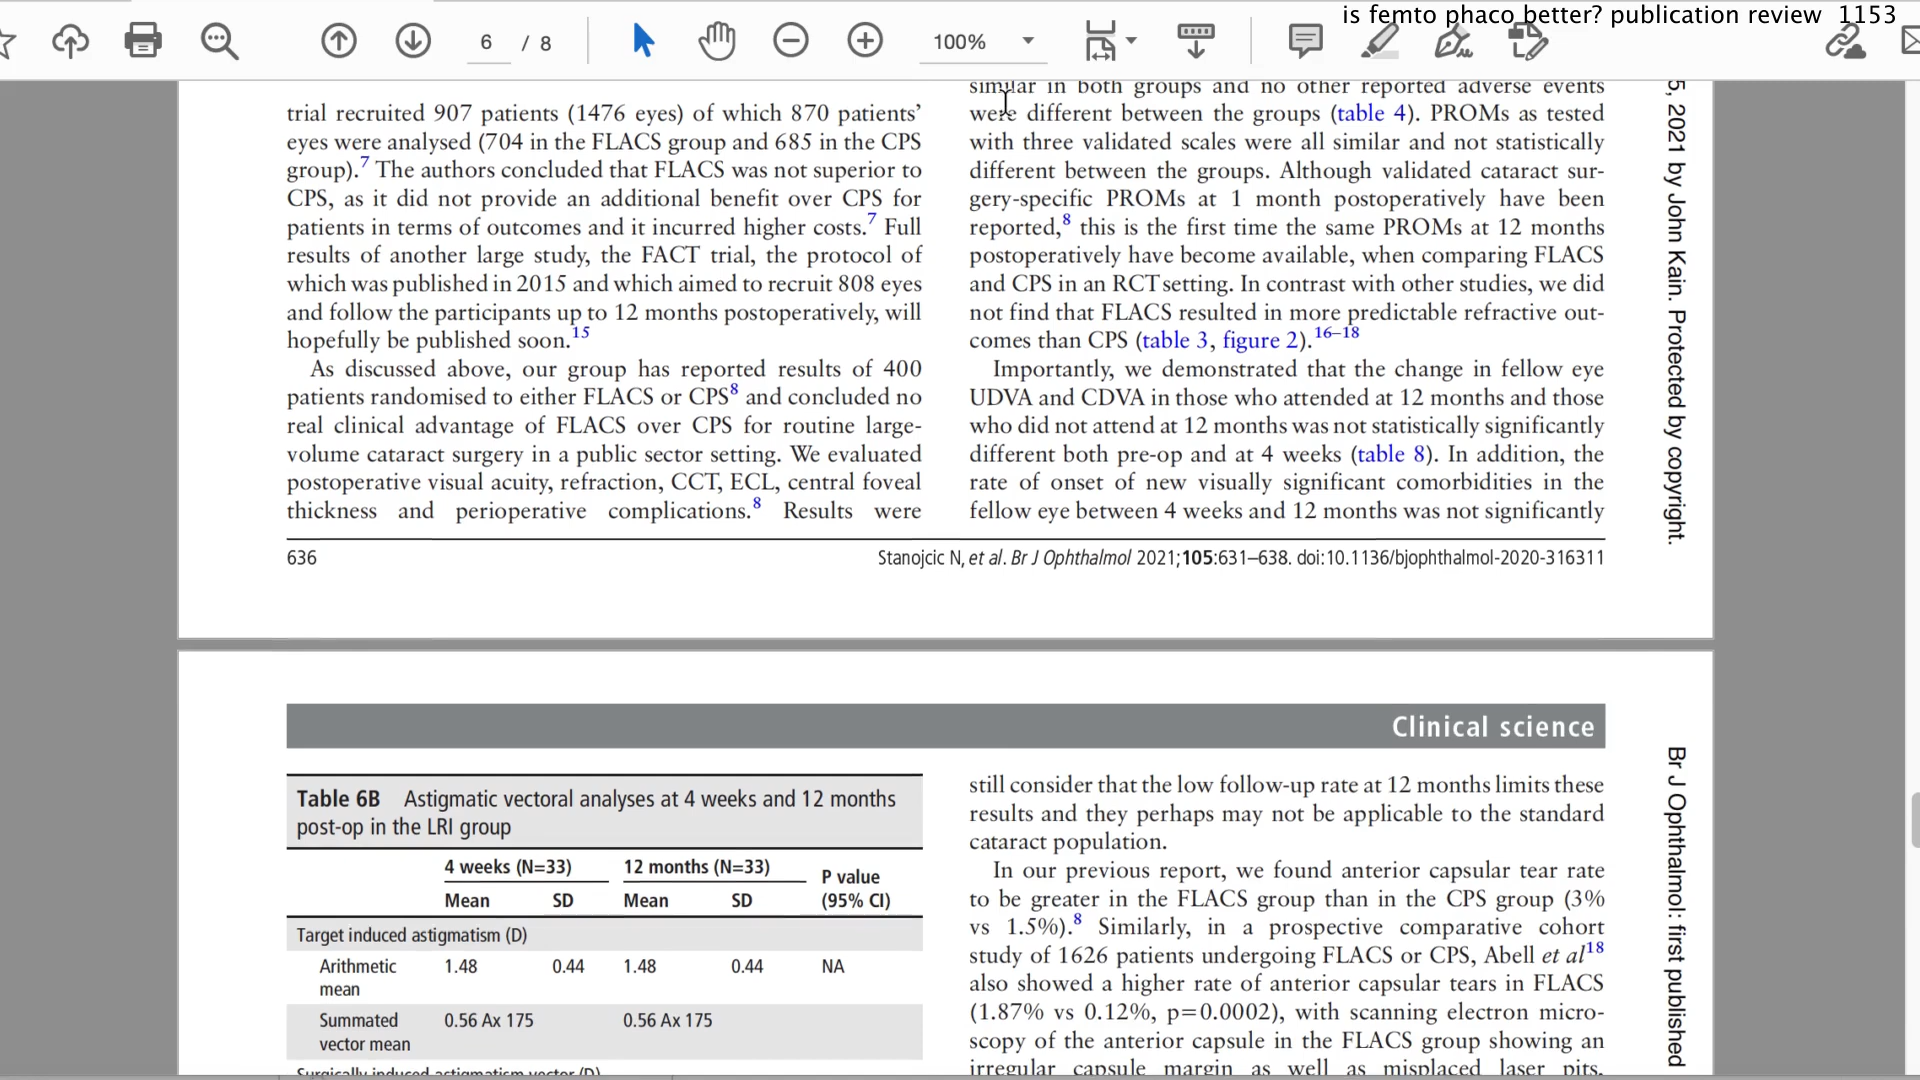 is femto phaco better? publication review 1153
6 / 8
100%
trial recruited 907 patients (1476 eyes) of which 870 patients’
eyes were analysed (704 in the FLACS group and 685 in the CPS
group).7 The authors concluded that FLACS was not superior to
CPS, as it did not provide an additional benefit over CPS for
patients in terms of outcomes and it incurred higher costs.7 Full
results of another large study, the FACT trial, the protocol of
which was published in 2015 and which aimed to recruit 808 eyes
and follow the participants up to 12 months postoperatively, will
hopefully be published soon.15
As discussed above, our group has reported results of 400
patients randomised to either FLACS or CPS8 and concluded no
real clinical advantage of FLACS over CPS for routine large-
volume cataract surgery in a public sector setting. We evaluated
postoperative visual acuity, refraction, CCT, ECL, central foveal
thickness and perioperative complications.8 Results were
similar in both groups and no other reported adverse events
were different between the groups (table 4). PROMs as tested
with three validated scales were all similar and not statistically
different between the groups. Although validated cataract sur-
gery-specific PROMs at 1 month postoperatively have been
reported,8 this is the first time the same PROMs at 12 months
postoperatively have become available, when comparing FLACS
and CPS in an RCT setting. In contrast with other studies, we did
not find that FLACS resulted in more predictable refractive out-
comes than CPS (table 3, figure 2).16–18
Importantly, we demonstrated that the change in fellow eye
UDVA and CDVA in those who attended at 12 months and those
who did not attend at 12 months was not statistically significantly
different both pre-op and at 4 weeks (table 8). In addition, the
rate of onset of new visually significant comorbidities in the
fellow eye between 4 weeks and 12 months was not significantly
5, 2021 by John Kain. Protected by copyright.
636
Stanojcic N, et al. Br J Ophthalmol 2021;105:631–638. doi:10.1136/bjophthalmol-2020-316311
Clinical science
Table 6B Astigmatic vectoral analyses at 4 weeks and 12 months
post-op in the LRI group
4 weeks (N=33) 12 months (N=33) P value
Mean SD Mean SD (95% CI)
Target induced astigmatism (D)
Arithmetic 1.48 0.44 1.48 0.44 NA
mean
Summated 0.56 Ax 175 0.56 Ax 175
vector mean
Surgically induced astigmatism vector (D)
still consider that the low follow-up rate at 12 months limits these
results and they perhaps may not be applicable to the standard
cataract population.
In our previous report, we found anterior capsular tear rate
to be greater in the FLACS group than in the CPS group (3%
vs 1.5%).8 Similarly, in a prospective comparative cohort
study of 1626 patients undergoing FLACS or CPS, Abell et al18
also showed a higher rate of anterior capsular tears in FLACS
(1.87% vs 0.12%, p=0.0002), with scanning electron micro-
scopy of the anterior capsule in the FLACS group showing an
irregular capsule margin as well as misplaced laser pits.
Br J Ophthalmol: first published